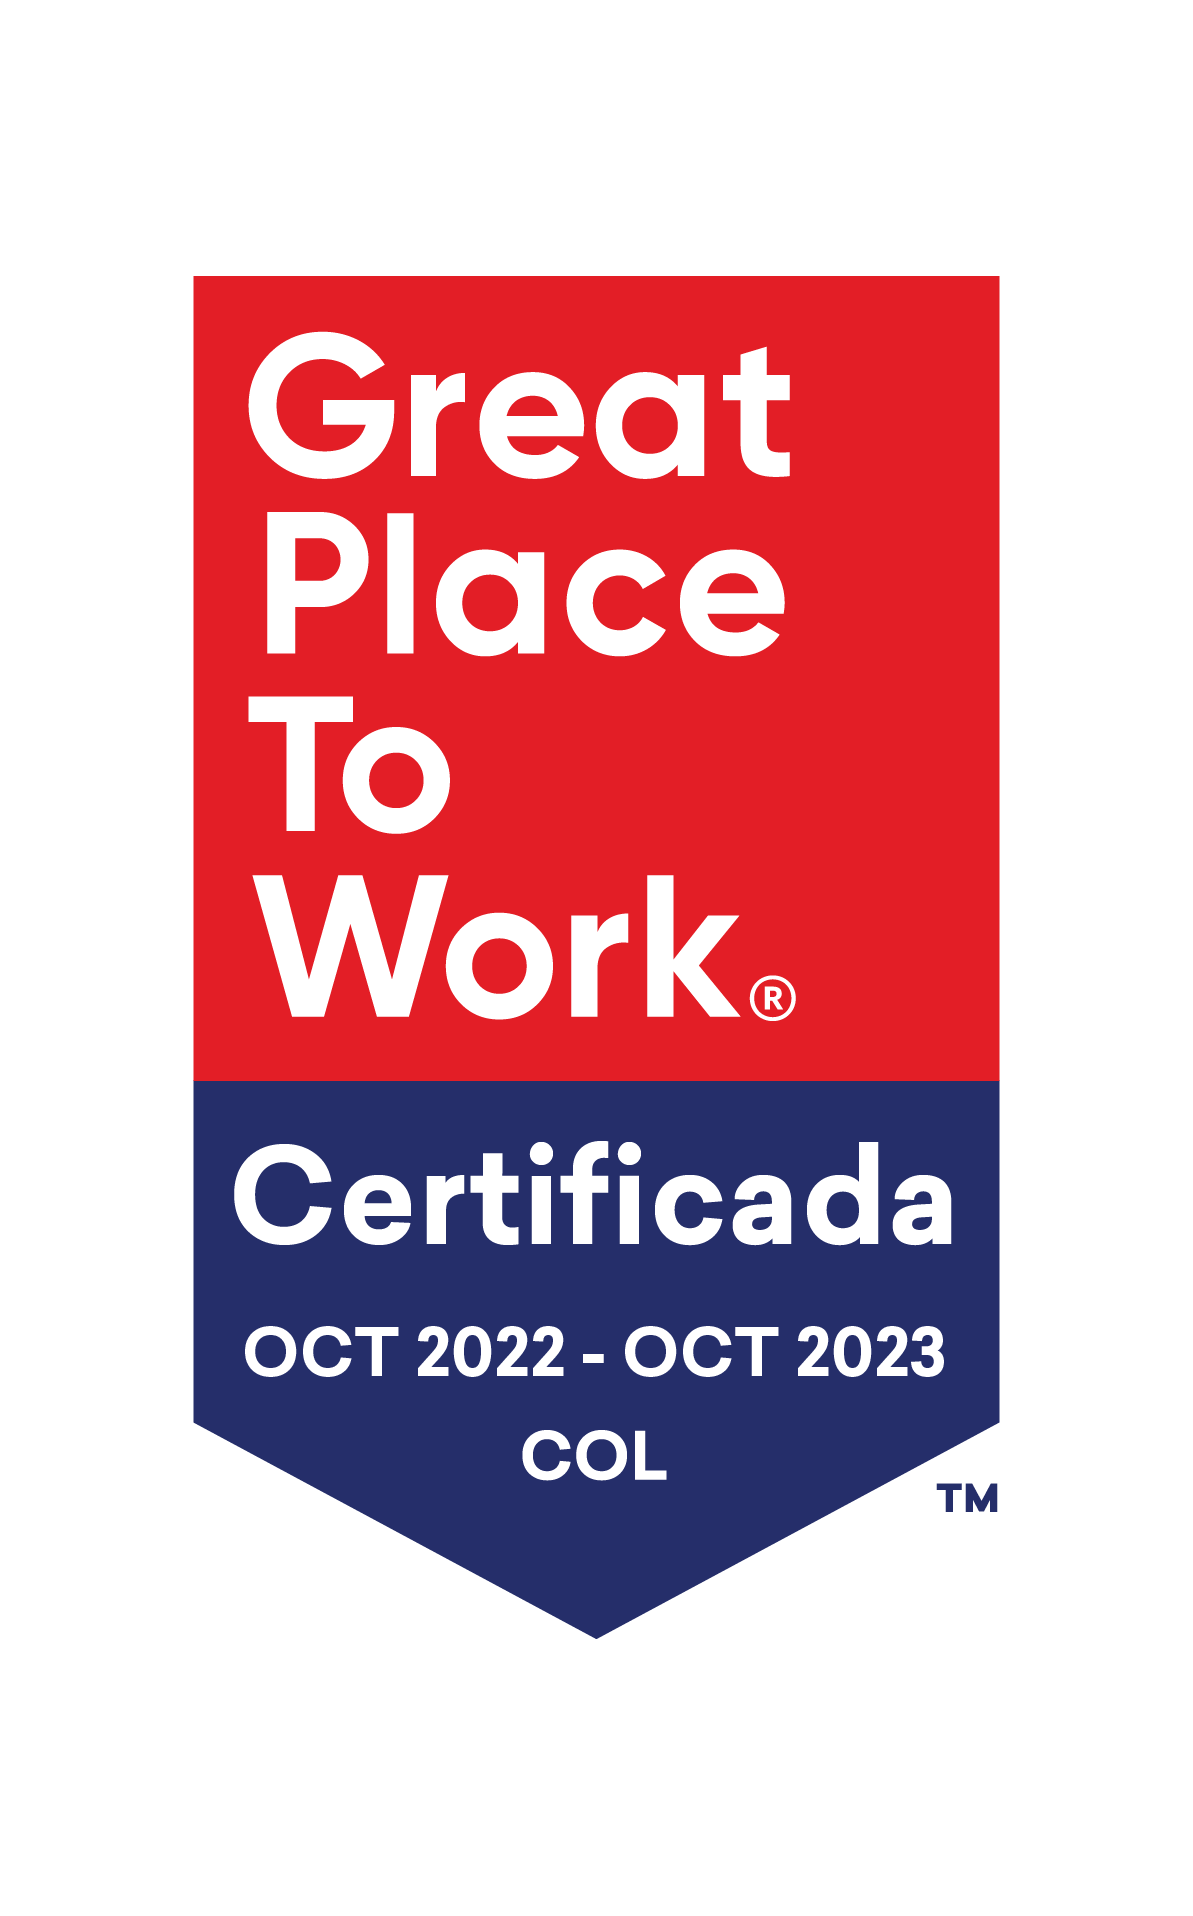 Great
Place
To
Work®
Certificada
OCT 2022 - OCT 2023
COL
TM